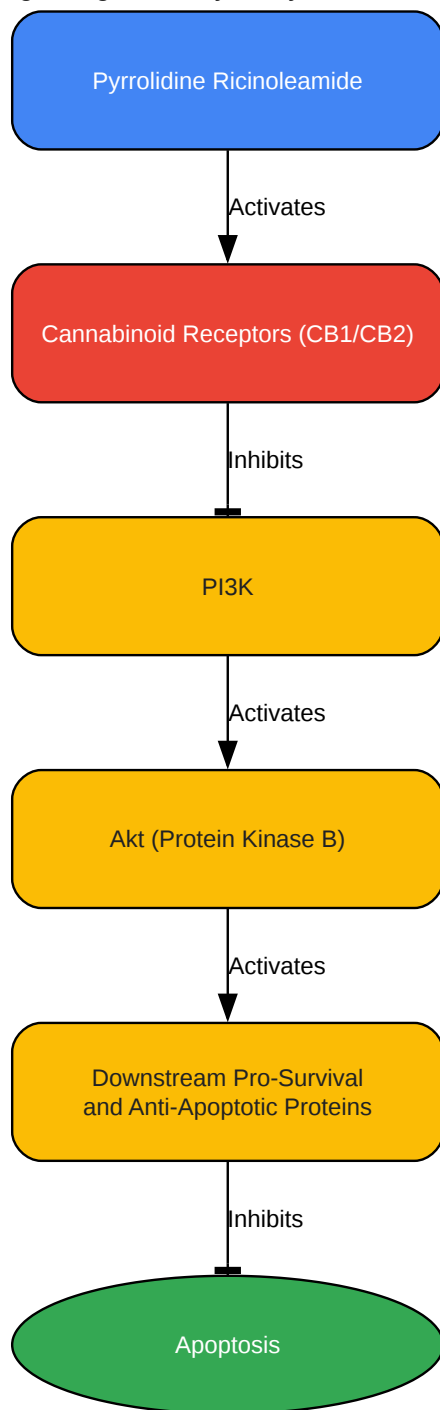 Pyrrolidine Ricinoleamide
Activates
Cannabinoid Receptors (CB1/CB2)
Inhibits
PI3K
Activates
Akt (Protein Kinase B)
Activates
Downstream Pro-Survival
and Anti-Apoptotic Proteins
Inhibits
Apoptosis